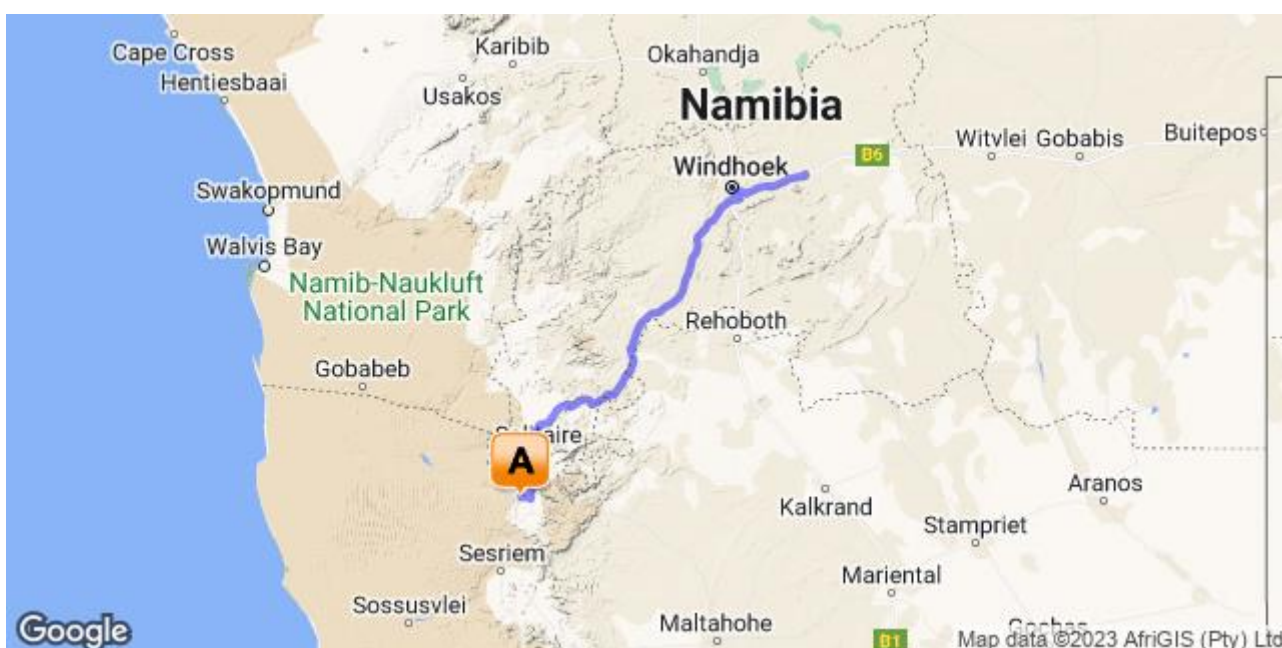 Cape Cross
Karibib
Okahandja
Hentiesbaai
Usakos
Namibia
Witvlei
Gobabis
Buitepos
B6
Windhoek
Swakopmund
Walvis Bay
Namib-Naukluft
National Park
Rehoboth
Gobabeb
A
Aranos
Kalkrand
Stampriet
Sesriem
Mariental
Sossusvlei
Maltahohe
Google
B1
Map data ©2023 AfriGIS (Pty) Ltd